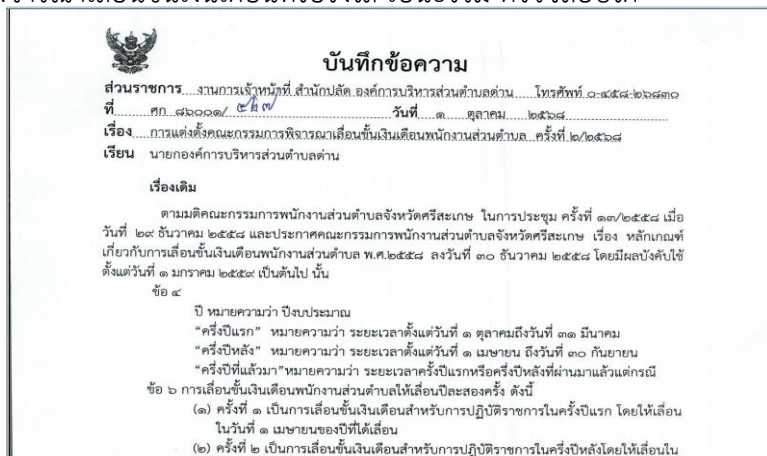 บันทึกข้อความ
ส่วนราชการ งานการเจ้าหน้าที่ สำนักปลัด องค์การบริหารส่วนตำบลด่าน โทรศัพท์ ๐-๔๕๘-๒๖๘๓๐
ที่ ศก ๘๖๐๐๑/ วันที่ ๑ ตุลาคม ๒๕๖๘
เรื่อง การแต่งตั้งคณะกรรมการพิจารณาเลื่อนขั้นเงินเดือนพนักงานส่วนตำบล ครั้งที่ ๒/๒๕๖๘
เรียน นายกองค์การบริหารส่วนตำบลด่าน
เรื่องเดิม
ตามมติคณะกรรมการพนักงานส่วนตำบลจังหวัดศรีสะเกษ ในการประชุม ครั้งที่ ๑๓/๒๕๕๘ เมื่อ
วันที่ ๒๙ ธันวาคม ๒๕๕๘ และประกาศคณะกรรมการพนักงานส่วนตำบลจังหวัดศรีสะเกษ เรื่อง หลักเกณฑ์
เกี่ยวกับการเลื่อนขั้นเงินเดือนพนักงานส่วนตำบล พ.ศ.๒๕๕๘ ลงวันที่ ๓๐ ธันวาคม ๒๕๕๘ โดยมีผลบังคับใช้
ตั้งแต่วันที่ ๑ มกราคม ๒๕๕๙ เป็นต้นไป นั้น
ข้อ ๔
ปี หมายความว่า ปีงบประมาณ
"ครึ่งปีแรก" หมายความว่า ระยะเวลาตั้งแต่วันที่ ๑ ตุลาคมถึงวันที่ ๓๑ มีนาคม
"ครึ่งปีหลัง" หมายความว่า ระยะเวลาตั้งแต่วันที่ ๑ เมษายน ถึงวันที่ ๓๐ กันยายน
"ครึ่งปีที่แล้วมา"หมายความว่า ระยะเวลาครึ่งปีแรกหรือครึ่งปีหลังที่ผ่านมาแล้วแต่กรณี
ข้อ ๖ การเลื่อนขั้นเงินเดือนพนักงานส่วนตำบลให้เลื่อนปีละสองครั้ง ดังนี้
(๑) ครั้งที่ ๑ เป็นการเลื่อนขั้นเงินเดือนสำหรับการปฏิบัติราชการในครึ่งปีแรก โดยให้เลื่อน
ในวันที่ ๑ เมษายนของปีที่ได้เลื่อน
(๒) ครั้งที่ ๒ เป็นการเลื่อนขั้นเงินเดือนสำหรับการปฏิบัติราชการในครึ่งปีหลังโดยให้เลื่อนใน